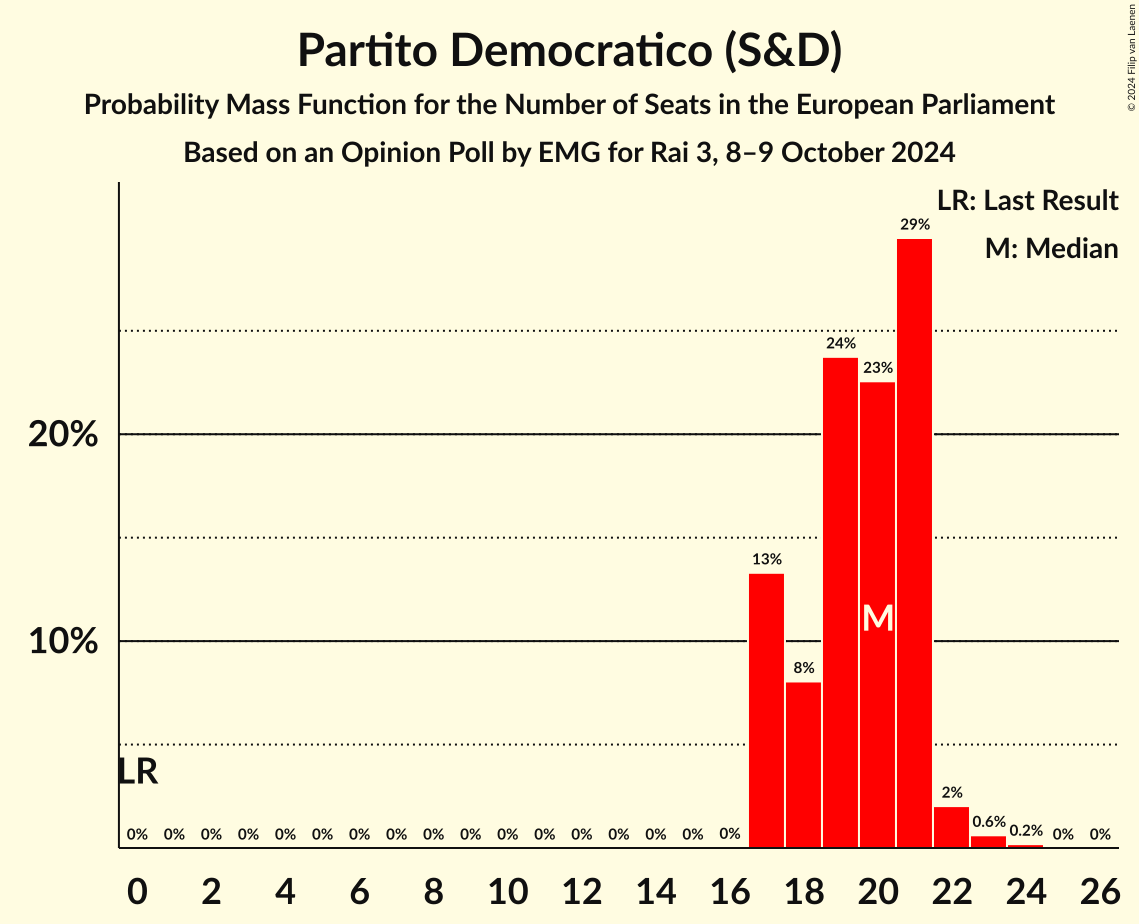 Partito Democratico (S&D)
Probability Mass Function for the Number of Seats in the European Parliament
Based on an Opinion Poll by EMG for Rai 3, 8–9 October 2024
© 2024 Filip van Laenen
LR: Last Result
M: Median
20%
10%
LR
M
0% 0% 0% 0% 0% 0% 0% 0% 0% 0% 0% 0% 0% 0% 0% 0% 0% 13% 8% 24% 23% 29% 2% 0.6% 0.2% 0% 0%
0 2 4 6 8 10 12 14 16 18 20 22 24 26